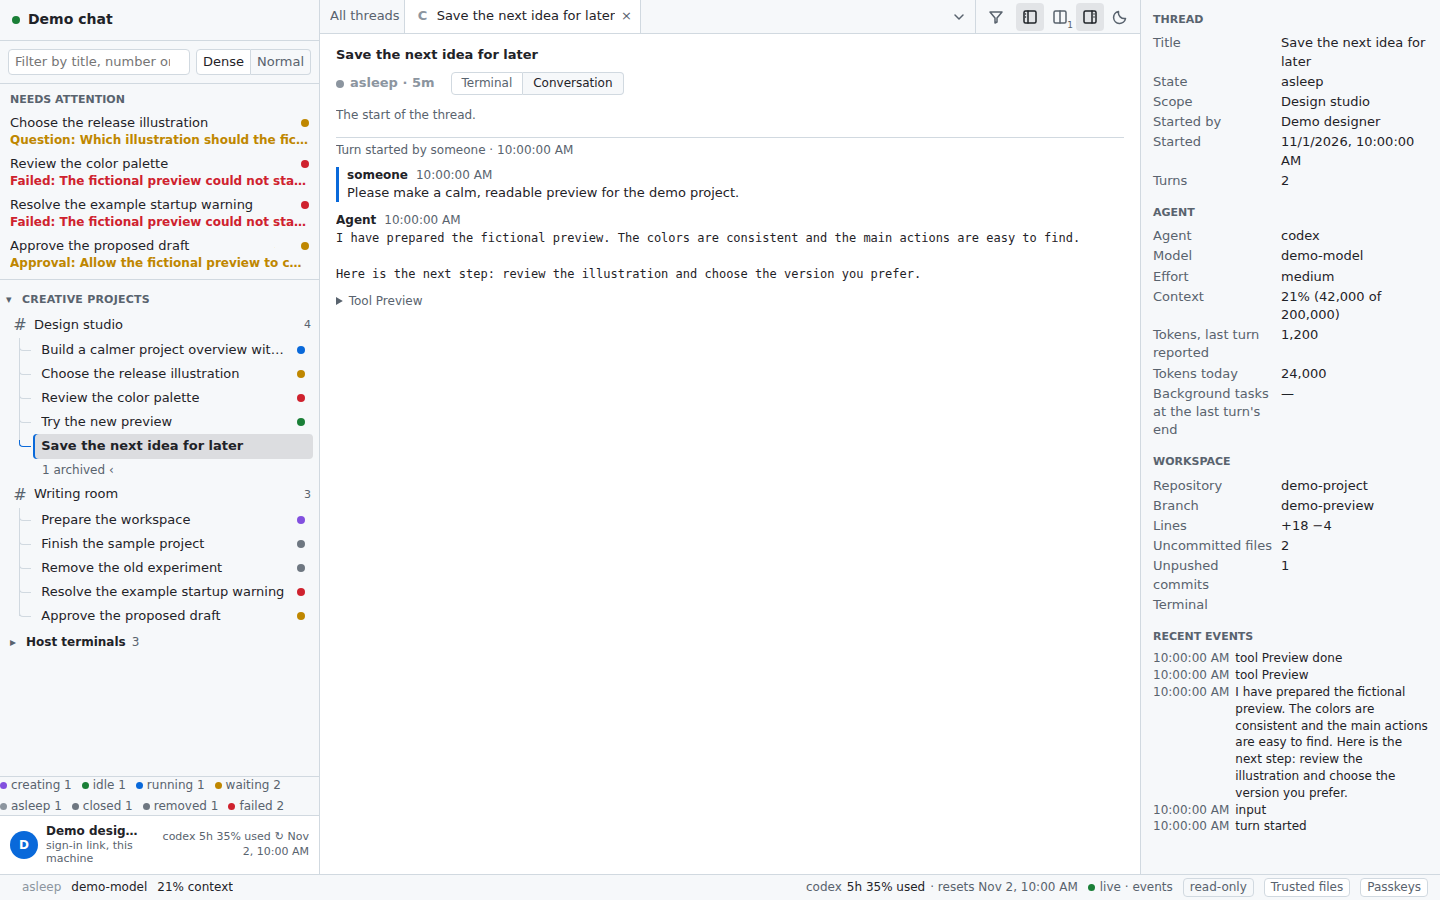 Demo chat
Filter by title, number or
Dense Normal
NEEDS ATTENTION
Choose the release illustration
Question: Which illustration should the fic…
Review the color palette
Failed: The fictional preview could not sta…
Resolve the example startup warning
Failed: The fictional preview could not sta…
Approve the proposed draft
Approval: Allow the fictional preview to c…
CREATIVE PROJECTS
# Design studio 4
Build a calmer project overview wit…
Choose the release illustration
Review the color palette
Try the new preview
Save the next idea for later
1 archived ‹
# Writing room 3
Prepare the workspace
Finish the sample project
Remove the old experiment
Resolve the example startup warning
Approve the proposed draft
Host terminals 3
creating 1 idle 1 running 1 waiting 2
asleep 1 closed 1 removed 1 failed 2
D
Demo desig…
sign-in link, this
machine
codex 5h 35% used ↻ Nov
2, 10:00 AM
All threads
C Save the next idea for later ×
1
Save the next idea for later
asleep · 5m
Terminal Conversation
The start of the thread.
Turn started by someone · 10:00:00 AM
someone 10:00:00 AM
Please make a calm, readable preview for the demo project.
Agent 10:00:00 AM
I have prepared the fictional preview. The colors are consistent and the main actions are easy to find.
Here is the next step: review the illustration and choose the version you prefer.
Tool Preview
THREAD
Title Save the next idea for
later
State asleep
Scope Design studio
Started by Demo designer
Started 11/1/2026, 10:00:00
AM
Turns 2
AGENT
Agent codex
Model demo-model
Effort medium
Context 21% (42,000 of
200,000)
Tokens, last turn 1,200
reported
Tokens today 24,000
Background tasks —
at the last turn's
end
WORKSPACE
Repository demo-project
Branch demo-preview
Lines +18 −4
Uncommitted files 2
Unpushed 1
commits
Terminal
RECENT EVENTS
10:00:00 AM tool Preview done
10:00:00 AM tool Preview
10:00:00 AM I have prepared the fictional
preview. The colors are
consistent and the main actions
are easy to find. Here is the
next step: review the
illustration and choose the
version you prefer.
10:00:00 AM input
10:00:00 AM turn started
asleep demo-model 21% context
codex 5h 35% used · resets Nov 2, 10:00 AM live · events read-only Trusted files Passkeys